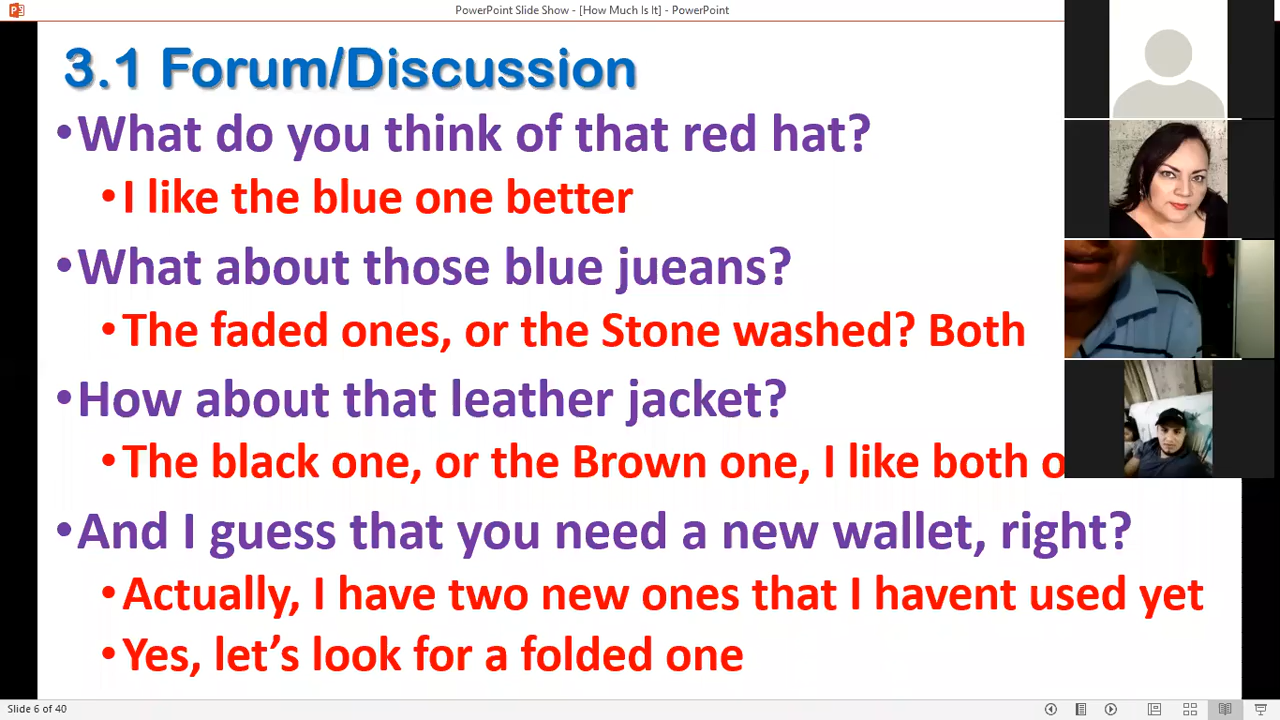 PowerPoint Slide Show - [How Much Is It] - PowerPoint
3.1 Forum/Discussion
•What do you think of that red hat?
•I like the blue one better
•What about those blue jueans?
•The faded ones, or the Stone washed? Both
•How about that leather jacket?
•The black one, or the Brown one, I like both
•And I guess that you need a new wallet, right?
•Actually, I have two new ones that I havent used yet
•Yes, let’s look for a folded one
Slide 6 of 40